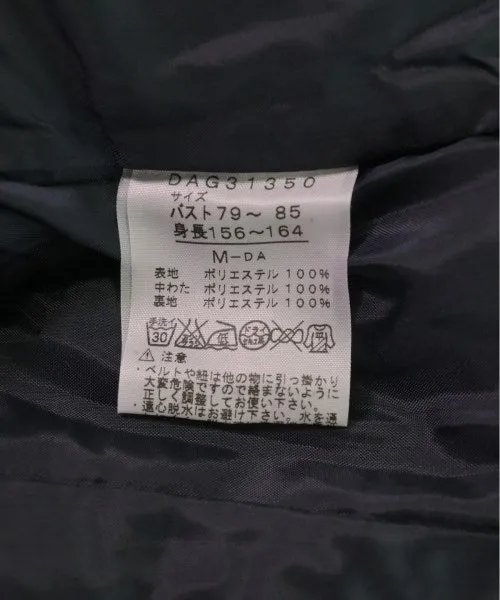 DAG31350
サイズ
バスト79～ 85
身長156～164
M-DA
表地 ポリエステル100%
中わた ポリエステル100%
裏地 ポリエステル100%
手洗イ 30 低 ドライ
⚠注意
・ベルトや紐は他の物に引っ掛かり
大変危険ですので絡まないように
正しく調整してお使い下さい。
・遠心脱水はお避け下さい。水を通